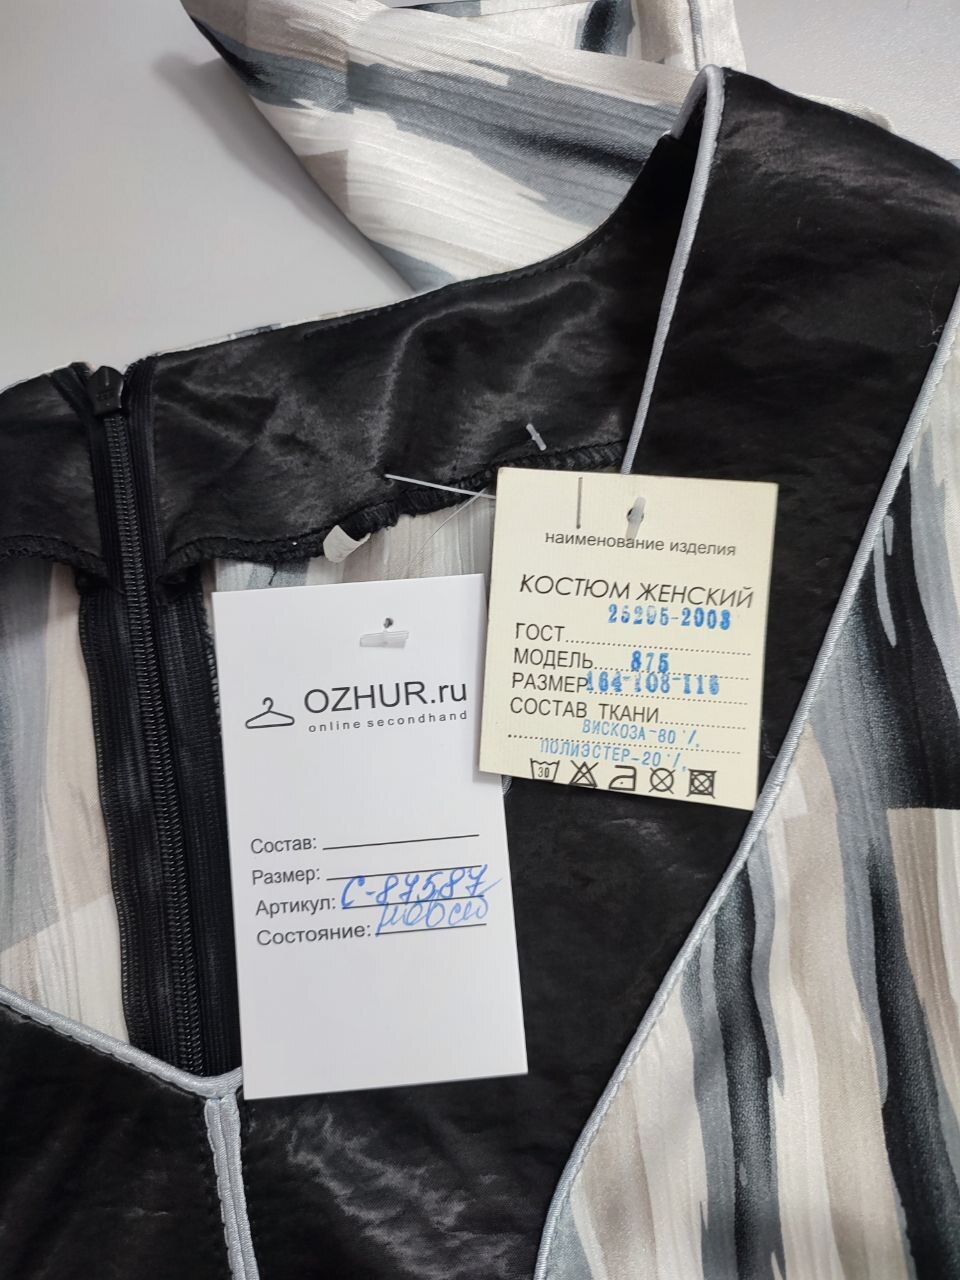 наименование изделия
КОСТЮМ ЖЕНСКИЙ
25295-2003
ГОСТ
МОДЕЛЬ 875
РАЗМЕР 164-108-116
СОСТАВ ТКАНИ
ВИСКОЗА-80%
ПОЛИЭСТЕР-20%
30
OZHUR.ru
online secondhand
Состав:
Размер:
Артикул: С-87587
Состояние: новое